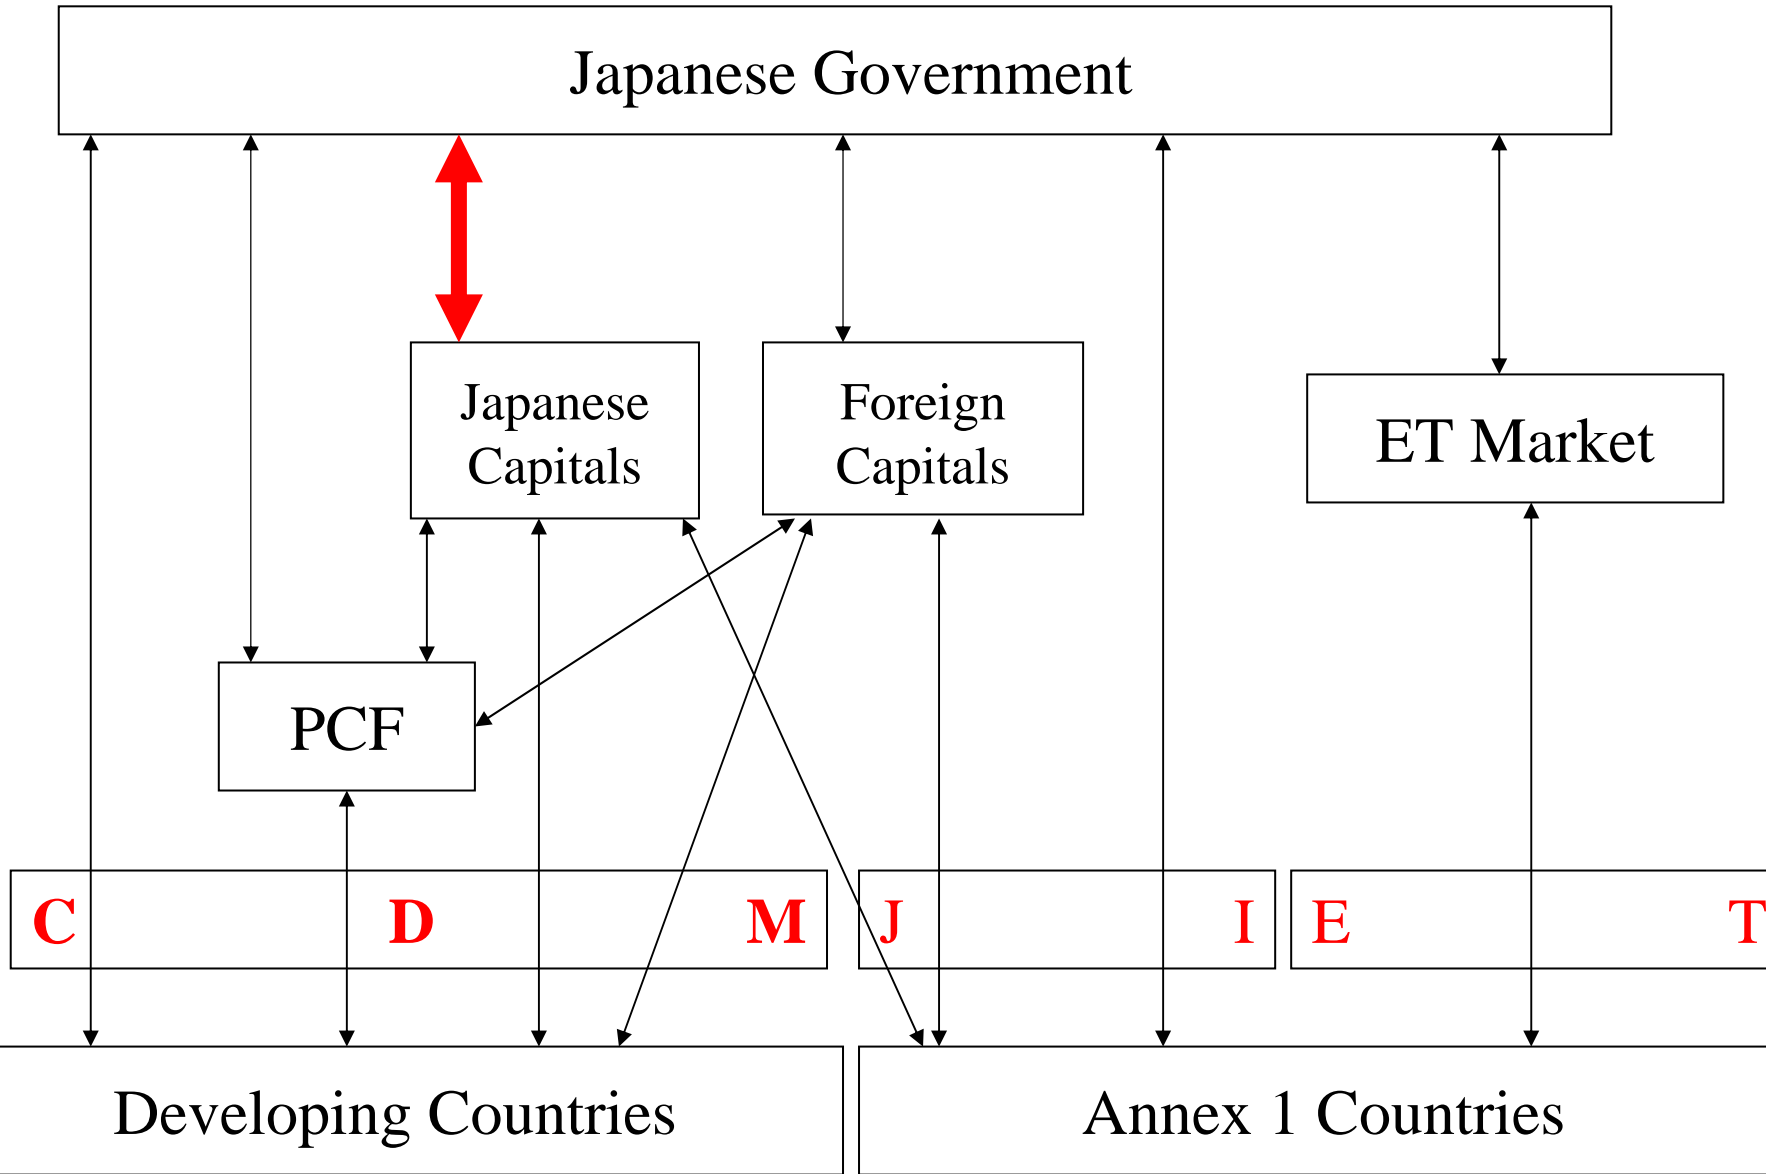 Japanese Government
Japanese
Capitals
Foreign
Capitals
ET Market
PCF
C D M
J I
E T
Developing Countries
Annex 1 Countries